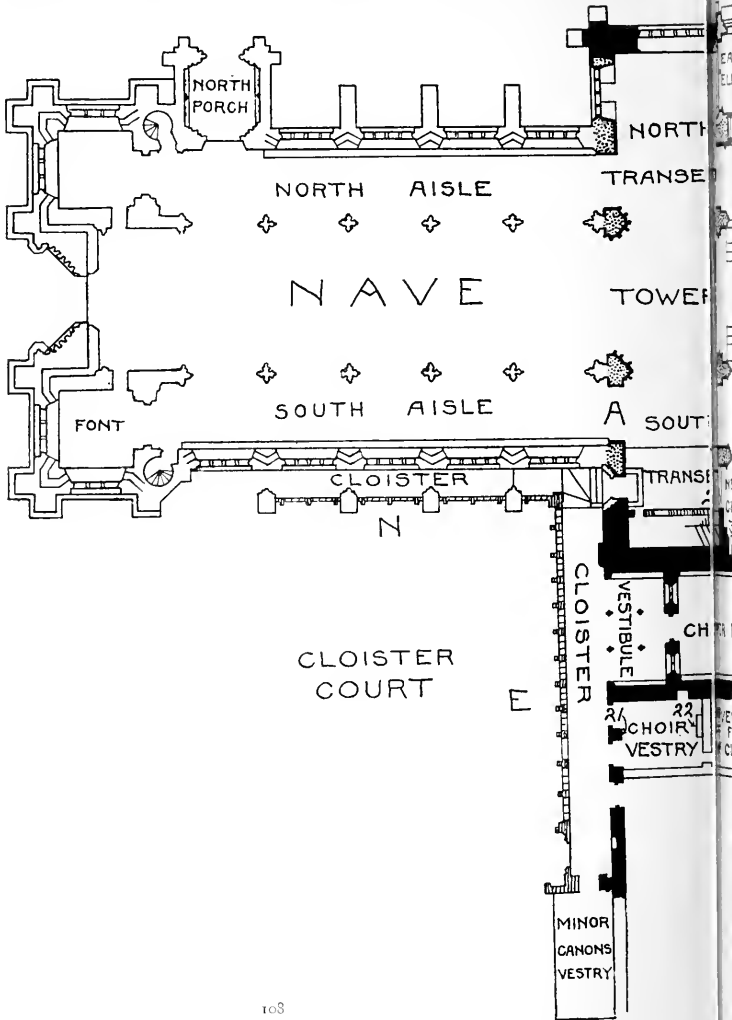 NORTH
PORCH
NORTH
TRANSE
NORTH AISLE
NAVE
TOWE
SOUTH AISLE
A
SOUT
FONT
CLOISTER
TRANSE
N
CLOISTER
VESTIBULE
CH
CLOISTER
COURT
E
21
22
CHOIR
VESTRY
MINOR
CANONS
VESTRY
108